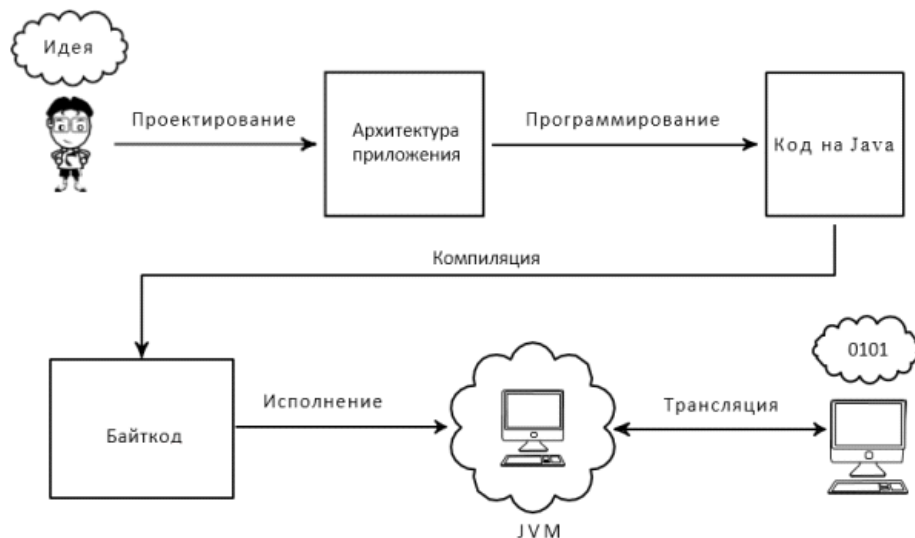 Идея
Проектирование
Архитектура
приложения
Программирование
Код на Java
Компиляция
Байткод
Исполнение
JVM
Трансляция
0101